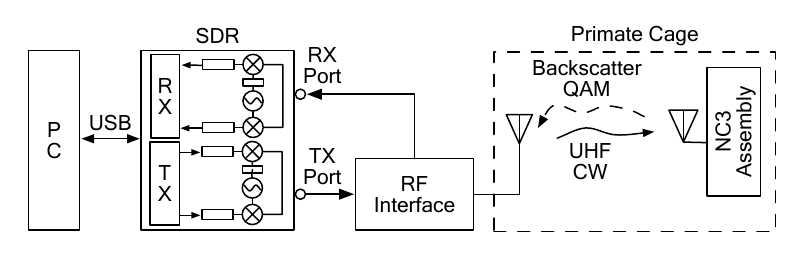 SDR
Primate Cage
RX
Port
Backscatter
QAM
R
X
P
C
USB
NC3
Assembly
TX
Port
UHF
CW
T
X
RF
Interface